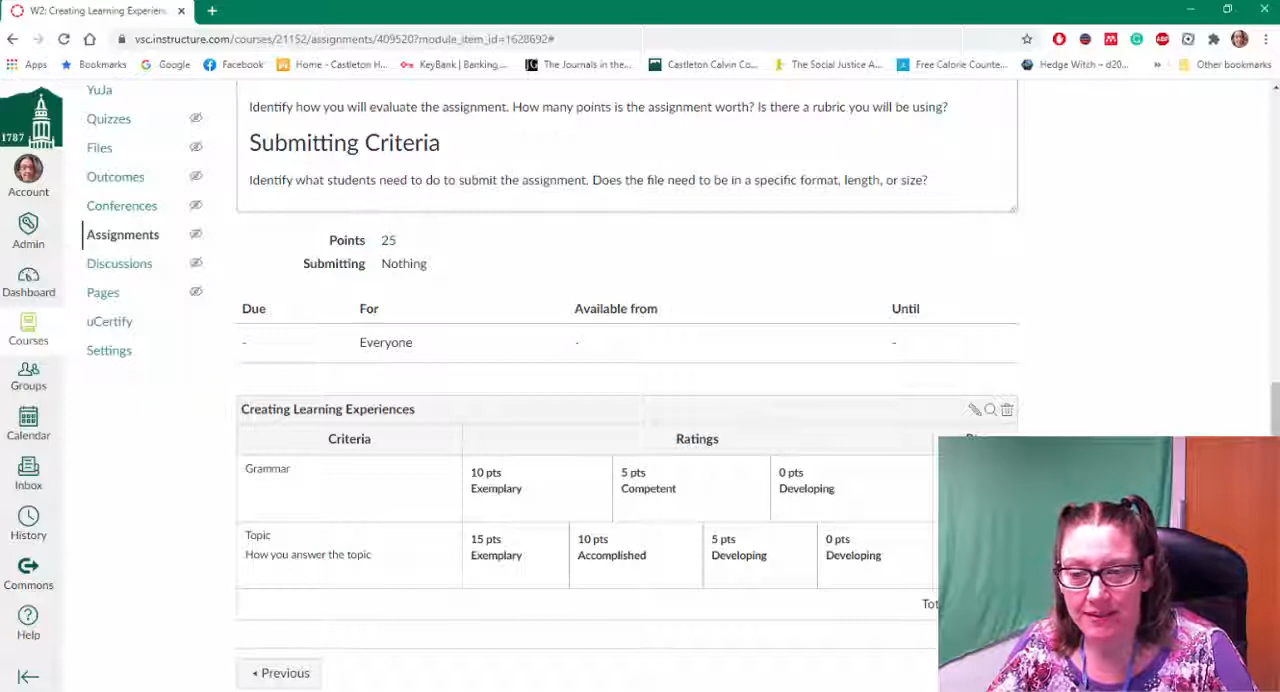 W2: Creating Learning Experienc
vsc.instructure.com/courses/21152/assignments/409520?module_item_id=1628692#
Apps Bookmarks Google Facebook Home - Castleton H... KeyBank | Banking,... The Journals in the... Castleton Calvin Co... The Social Justice A... Free Calorie Counte... Hedge Witch – d20... » Other bookmarks
1787
Account
Admin
Dashboard
Courses
Groups
Calendar
Inbox
History
Commons
Help
YuJa
Quizzes
Files
Outcomes
Conferences
Assignments
Discussions
Pages
uCertify
Settings
Identify how you will evaluate the assignment. How many points is the assignment worth? Is there a rubric you will be using?
Submitting Criteria
Identify what students need to do to submit the assignment. Does the file need to be in a specific format, length, or size?
Points 25
Submitting Nothing
Due For Available from Until
- Everyone - -
Creating Learning Experiences
Criteria Ratings
Grammar
10 pts 5 pts 0 pts
Exemplary Competent Developing
Topic
How you answer the topic
15 pts 10 pts 5 pts 0 pts
Exemplary Accomplished Developing Developing
Tot
Previous